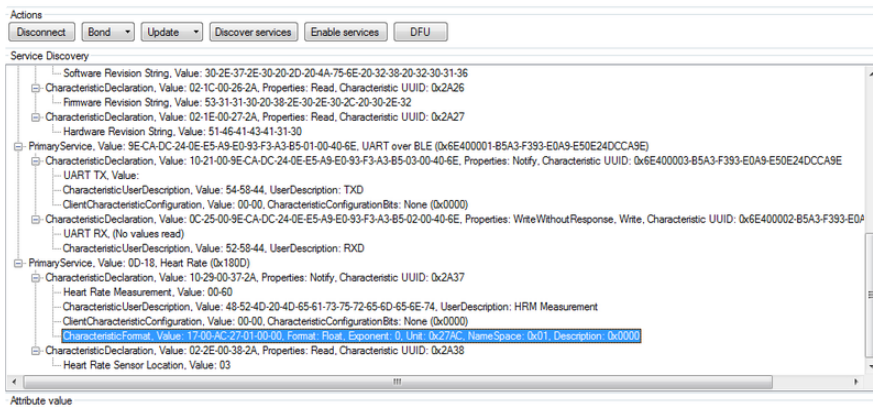 Actions
Disconnect Bond Update Discover services Enable services DFU
Service Discovery
Software Revision String, Value: 30-2E-37-2E-30-20-2D-20-4A-75-6E-20-32-38-20-32-30-31-36
CharacteristicDeclaration, Value: 02-1C-00-26-2A, Properties: Read, Characteristic UUID: 0x2A26
Firmware Revision String, Value: 53-31-31-30-20-38-2E-30-2E-30-2C-20-30-2E-32
CharacteristicDeclaration, Value: 02-1E-00-27-2A, Properties: Read, Characteristic UUID: 0x2A27
Hardware Revision String, Value: 51-46-41-43-41-31-30
PrimaryService, Value: 9E-CA-DC-24-0E-E5-A9-E0-93-F3-A3-B5-01-00-40-6E, UART over BLE (0x6E400001-B5A3-F393-E0A9-E50E24DCCA9E)
CharacteristicDeclaration, Value: 10-21-00-9E-CA-DC-24-0E-E5-A9-E0-93-F3-A3-B5-03-00-40-6E, Properties: Notify, Characteristic UUID: 0x6E400003-B5A3-F393-E0A9-E50E24DCCA9E
UART TX, Value:
CharacteristicUserDescription, Value: 54-58-44, UserDescription: TXD
ClientCharacteristicConfiguration, Value: 00-00, CharacteristicConfigurationBits: None (0x0000)
CharacteristicDeclaration, Value: 0C-25-00-9E-CA-DC-24-0E-E5-A9-E0-93-F3-A3-B5-02-00-40-6E, Properties: WriteWithoutResponse, Write, Characteristic UUID: 0x6E400002-B5A3-F393-E0A
UART RX, (No values read)
CharacteristicUserDescription, Value: 52-58-44, UserDescription: RXD
PrimaryService, Value: 0D-18, Heart Rate (0x180D)
CharacteristicDeclaration, Value: 10-29-00-37-2A, Properties: Notify, Characteristic UUID: 0x2A37
Heart Rate Measurement, Value: 00-60
CharacteristicUserDescription, Value: 48-52-4D-20-4D-65-61-73-75-72-65-6D-65-6E-74, UserDescription: HRM Measurement
ClientCharacteristicConfiguration, Value: 00-00, CharacteristicConfigurationBits: None (0x0000)
CharacteristicFormat, Value: 17-00-AC-27-01-00-00, Format: Float, Exponent: 0, Unit: 0x27AC, NameSpace: 0x01, Description: 0x0000
CharacteristicDeclaration, Value: 02-2E-00-38-2A, Properties: Read, Characteristic UUID: 0x2A38
Heart Rate Sensor Location, Value: 03
Attribute value